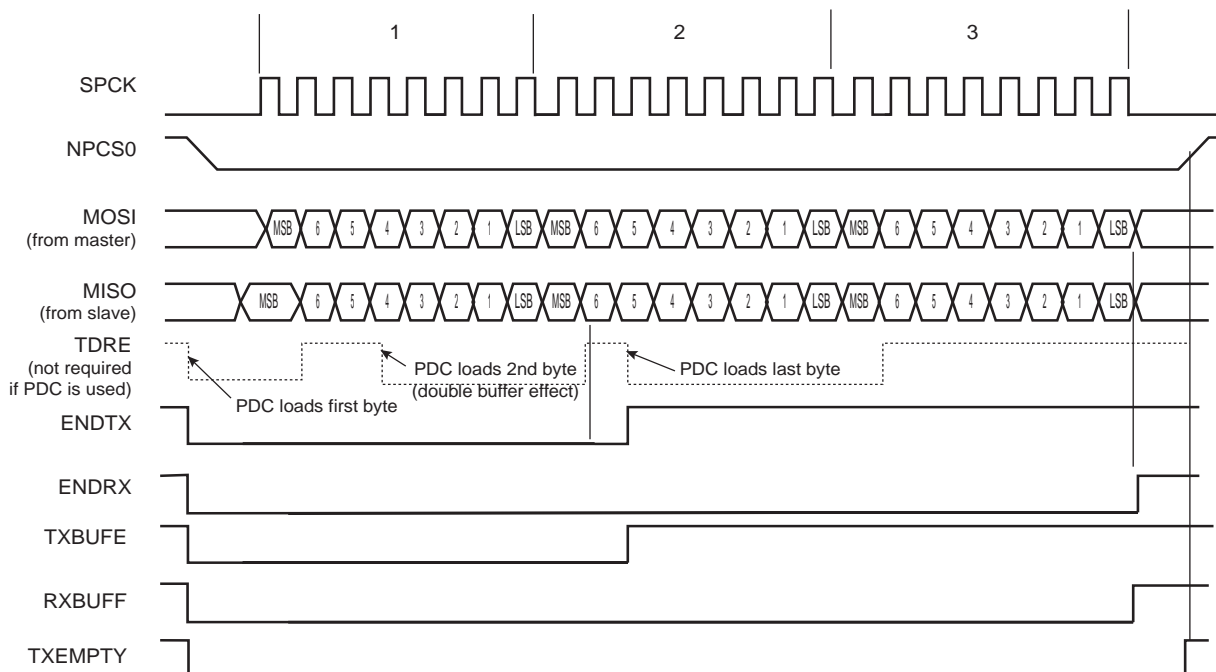 1 2 3
SPCK
NPCS0
MOSI
(from master)
MSB 6 5 4 3 2 1 LSB MSB 6 5 4 3 2 1 LSB MSB 6 5 4 3 2 1 LSB
MISO
(from slave)
MSB 6 5 4 3 2 1 LSB MSB 6 5 4 3 2 1 LSB MSB 6 5 4 3 2 1 LSB
TDRE
(not required
if PDC is used)
PDC loads first byte
PDC loads 2nd byte
(double buffer effect)
PDC loads last byte
ENDTX
ENDRX
TXBUFE
RXBUFF
TXEMPTY